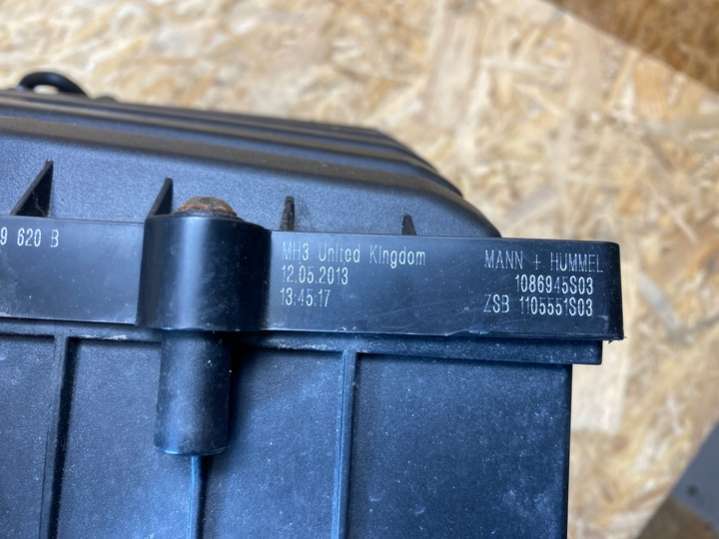 9 620 B
MH3 United Kingdom
12.05.2013
13:45:17
MANN + HUMMEL
1086945S03
ZSB 1105551S03